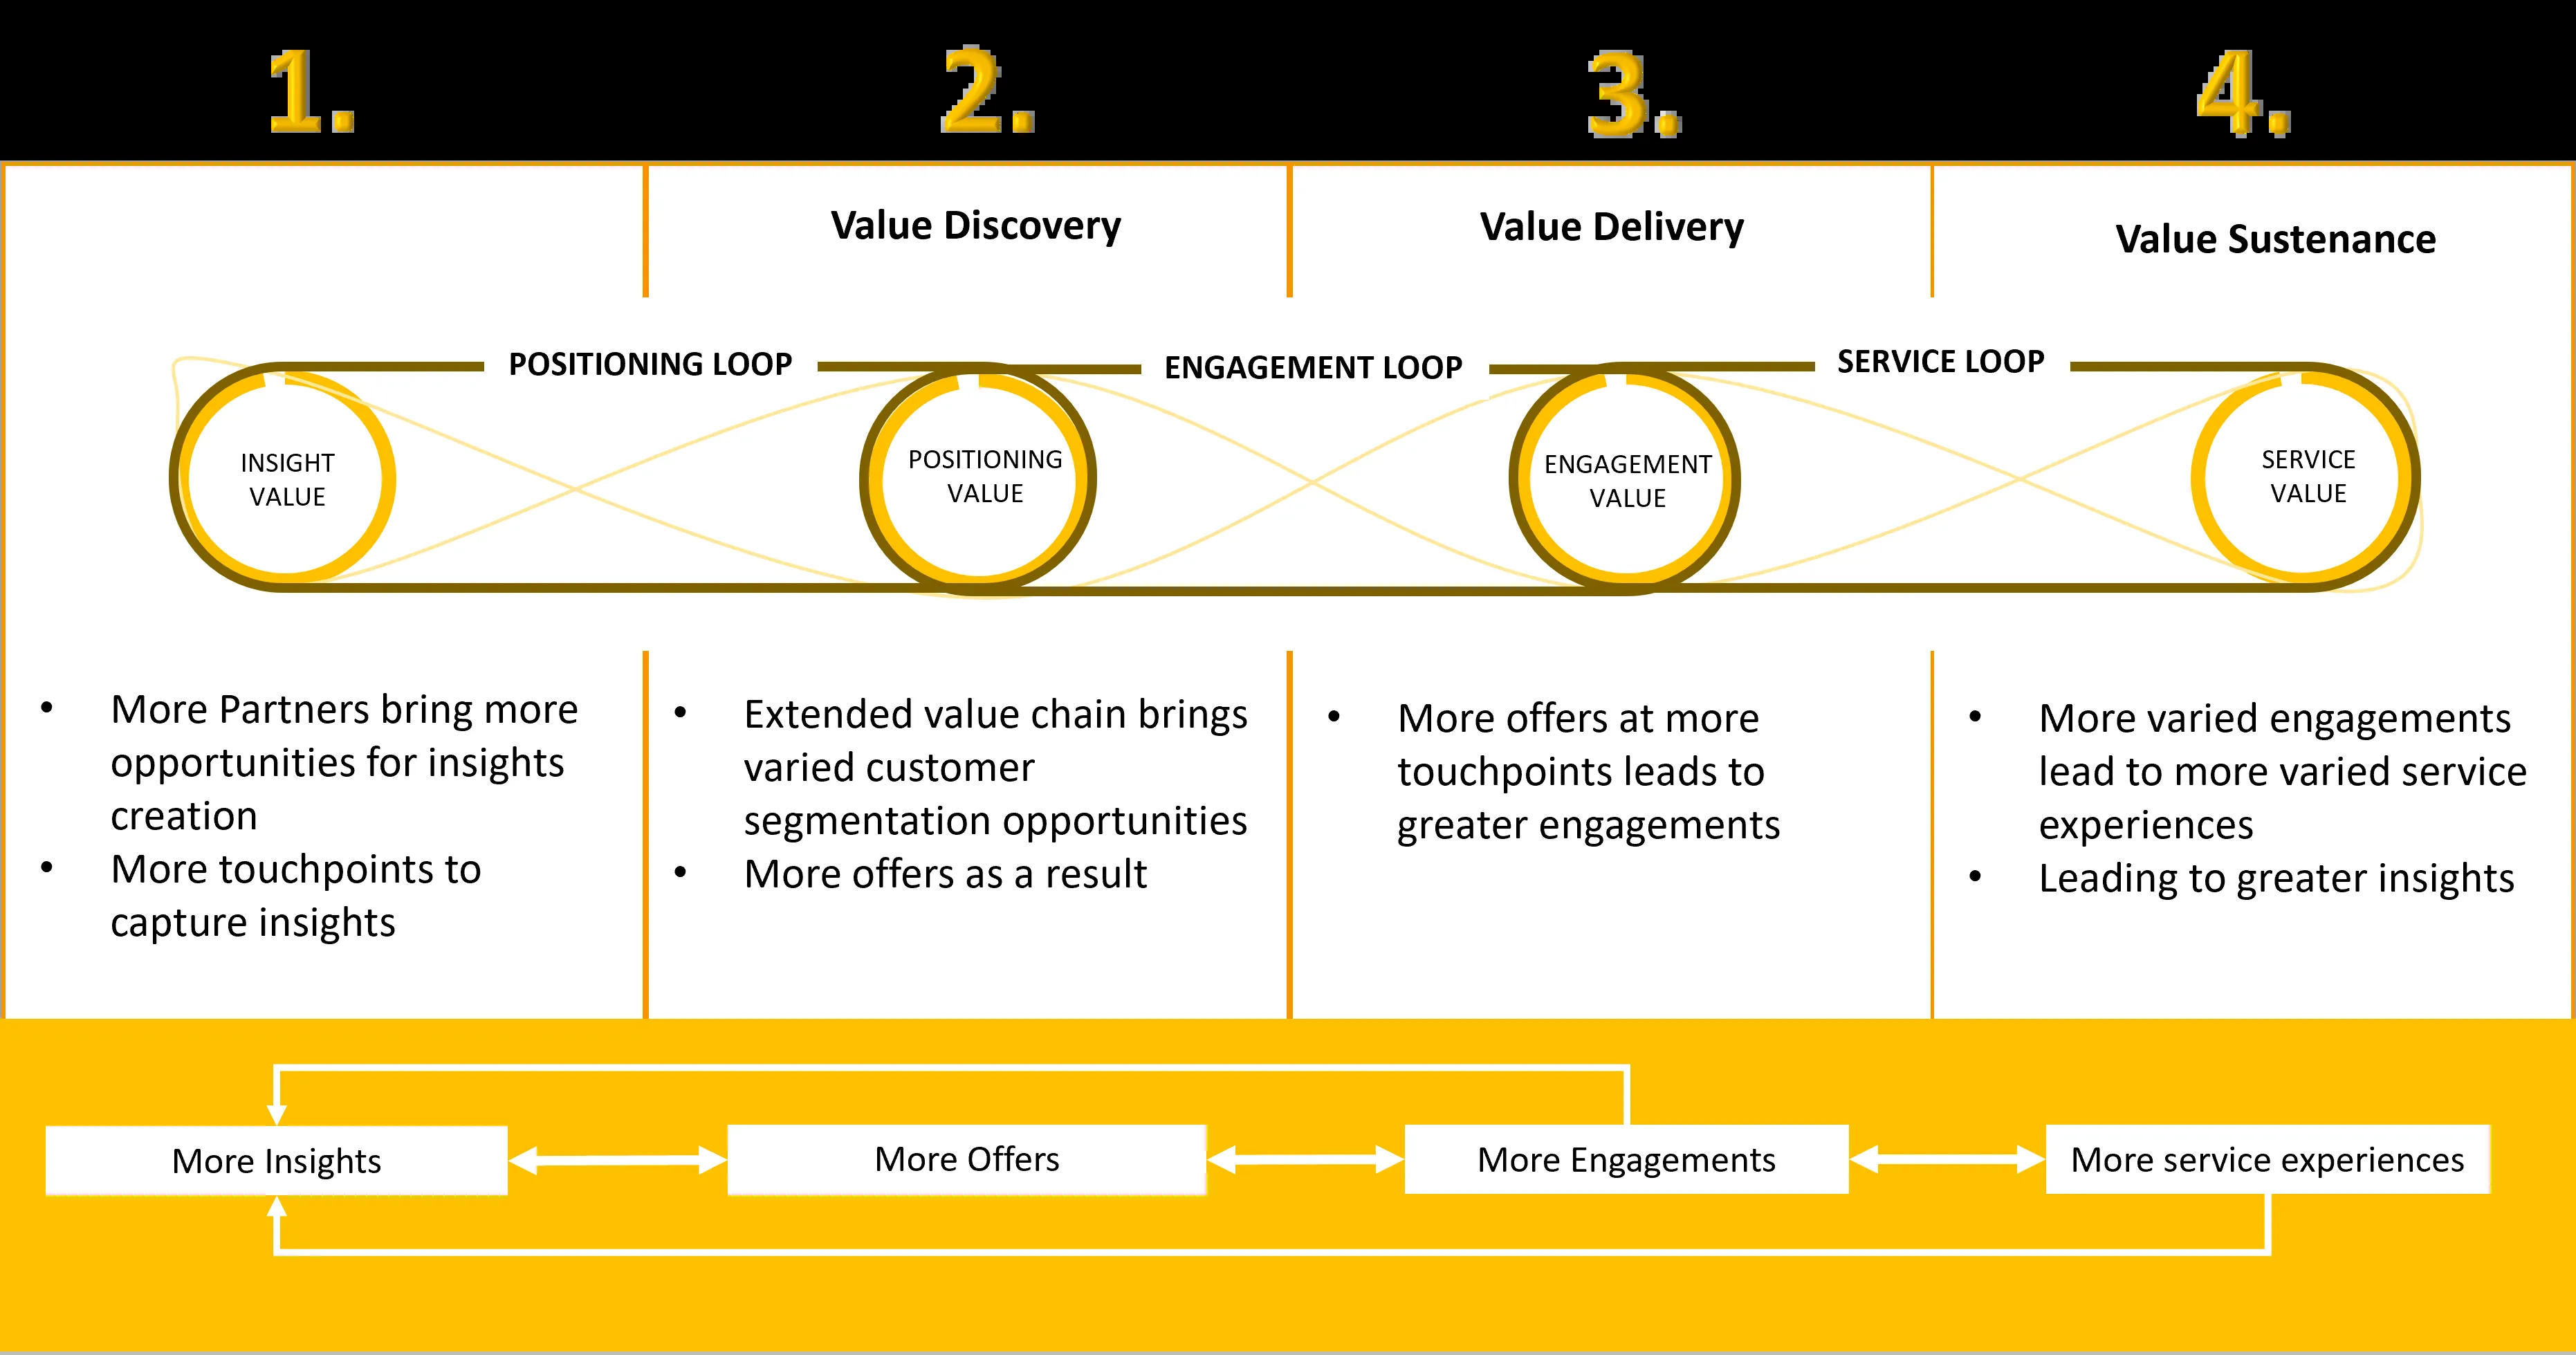 1.
2.
3.
4.
Value Discovery
Value Delivery
Value Sustenance
POSITIONING LOOP
ENGAGEMENT LOOP
SERVICE LOOP
INSIGHT
VALUE
POSITIONING
VALUE
ENGAGEMENT
VALUE
SERVICE
VALUE
• More Partners bring more
opportunities for insights
creation
• More touchpoints to
capture insights
• Extended value chain brings
varied customer
segmentation opportunities
• More offers as a result
• More offers at more
touchpoints leads to
greater engagements
• More varied engagements
lead to more varied service
experiences
• Leading to greater insights
More Insights
More Offers
More Engagements
More service experiences